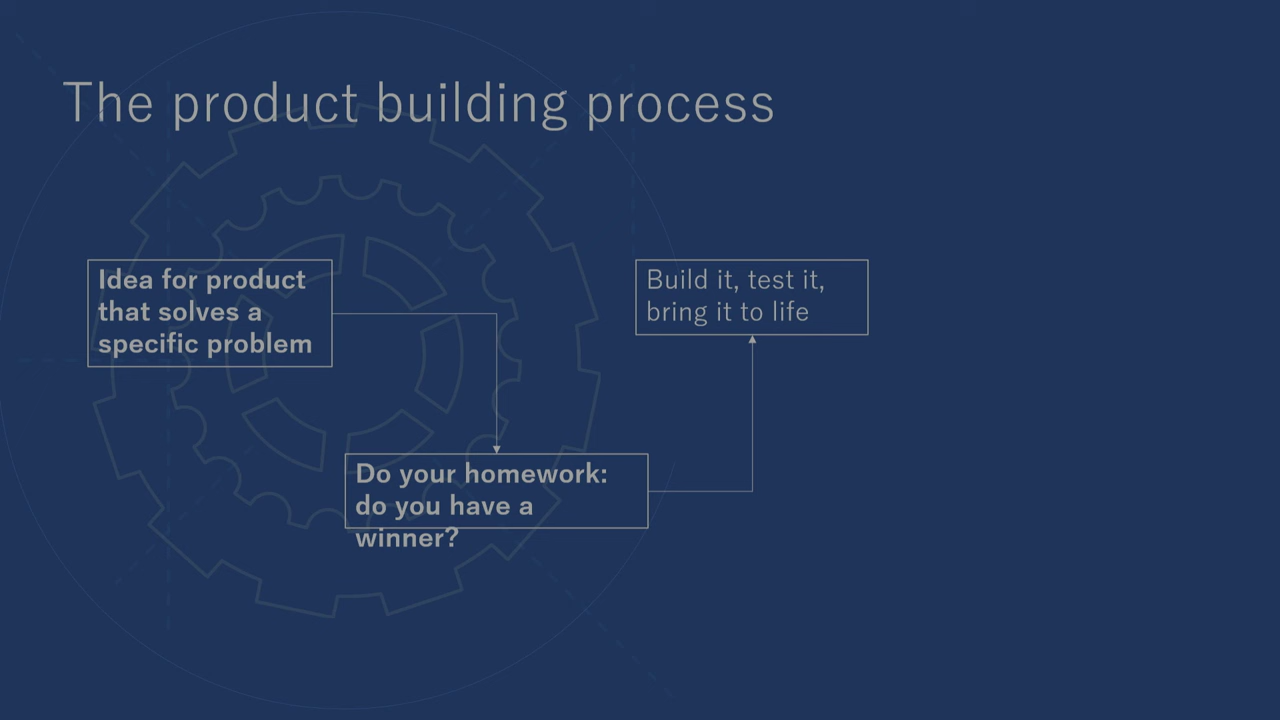 The product building process
Idea for product
that solves a
specific problem
Build it, test it,
bring it to life
Do your homework:
do you have a
winner?